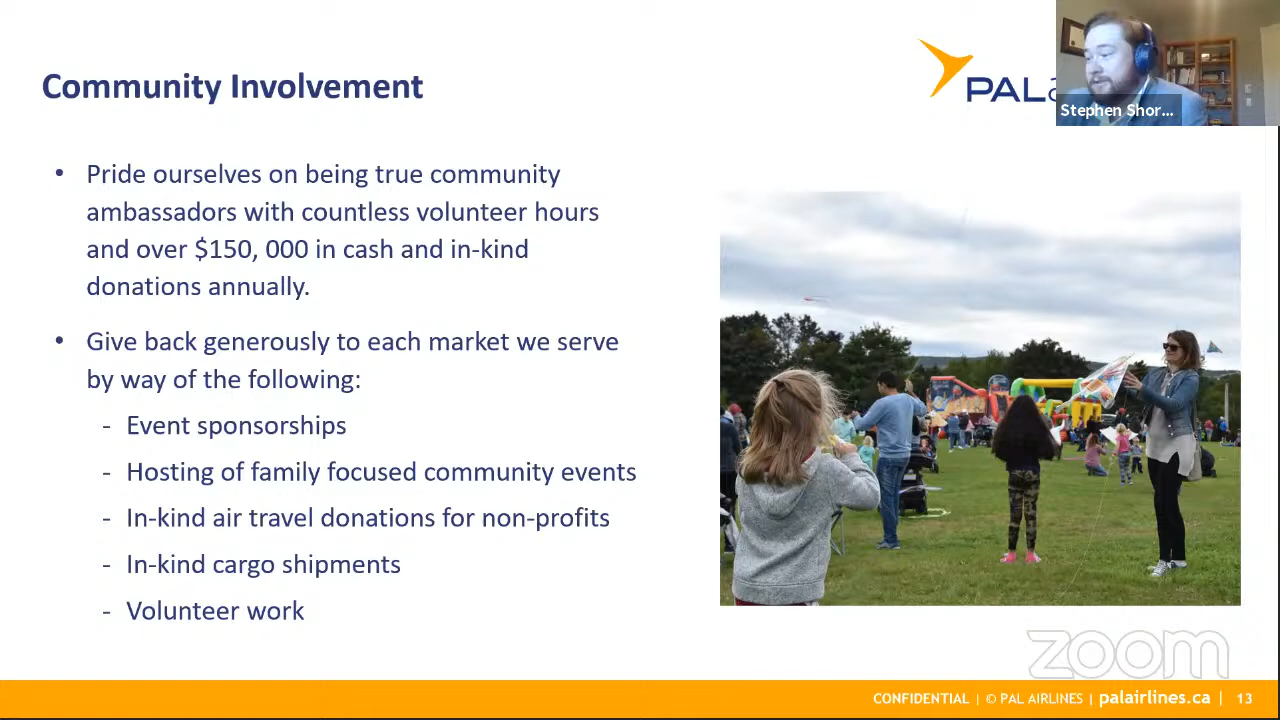 Community Involvement
PALa
Stephen Shor...
• Pride ourselves on being true community
ambassadors with countless volunteer hours
and over $150, 000 in cash and in-kind
donations annually.
• Give back generously to each market we serve
by way of the following:
- Event sponsorships
- Hosting of family focused community events
- In-kind air travel donations for non-profits
- In-kind cargo shipments
- Volunteer work
zoom
CONFIDENTIAL | © PAL AIRLINES | palairlines.ca | 13